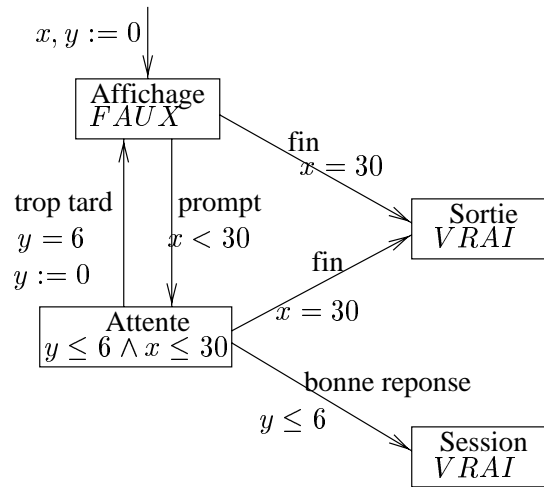 x, y := 0
Affichage
FAUX
fin
x = 30
trop tard
y = 6
y := 0
prompt
x < 30
Sortie
VRAI
fin
x = 30
Attente
y ≤ 6 ∧ x ≤ 30
bonne reponse
y ≤ 6
Session
VRAI